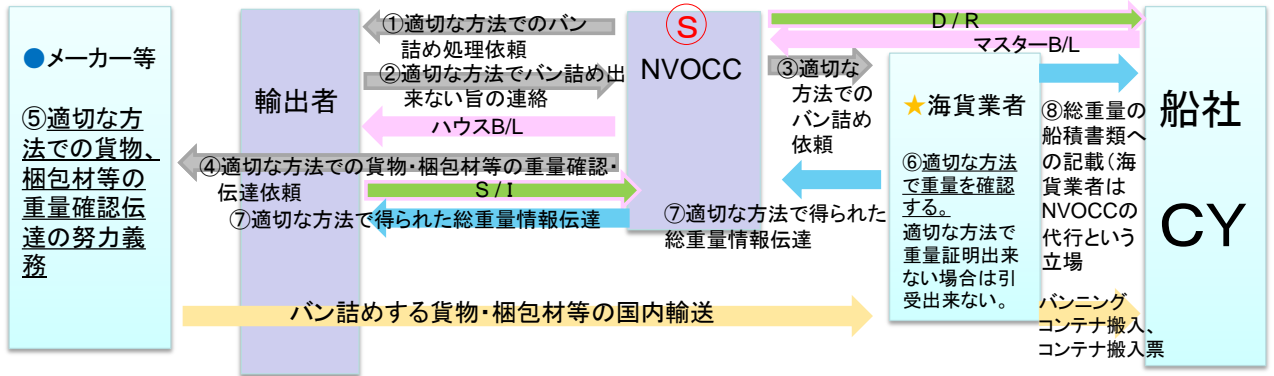 ●メーカー等
⑤適切な方
法での貨物、
梱包材等の
重量確認伝
達の努力義
務
輸出者
①適切な方法でのバン
詰め処理依頼
②適切な方法でバン詰め出
来ない旨の連絡
ハウスB/L
④適切な方法での貨物・梱包材等の重量確認・
伝達依頼
S / I
⑦適切な方法で得られた総重量情報伝達
Ⓢ
NVOCC
D / R
マスターB/L
③適切な
方法での
バン詰め
依頼
⑦適切な方法で得られた
総重量情報伝達
★海貨業者
⑥適切な方法
で重量を確認
する。
適切な方法で
重量証明出来
ない場合は引
受出来ない。
⑧総重量の
船積書類へ
の記載(海
貨業者は
NVOCCの
代行という
立場
船社
CY
バン詰めする貨物・梱包材等の国内輸送
バンニング
コンテナ搬入、
コンテナ搬入票